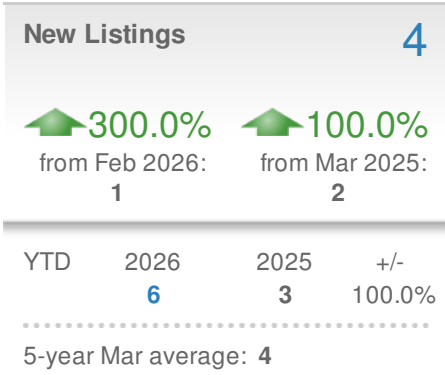 New Listings 4
300.0% 100.0%
from Feb 2026: from Mar 2025:
1 2
YTD 2026 2025 +/-
6 3 100.0%
5-year Mar average: 4